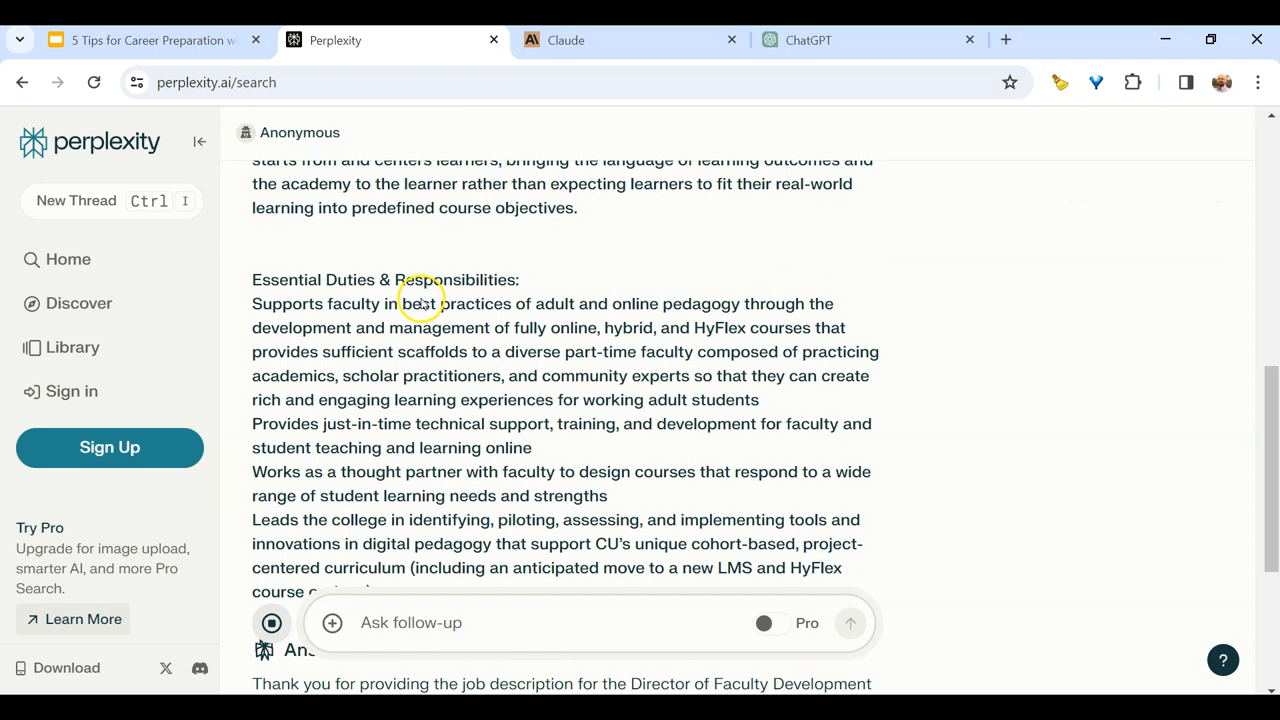 5 Tips for Career Preparation wi
Perplexity
Claude
ChatGPT
perplexity.ai/search
perplexity
New Thread Ctrl I
Home
Discover
Library
Sign in
Sign Up
Try Pro
Upgrade for image upload,
smarter AI, and more Pro
Search.
Learn More
Download
Anonymous
starts from and centers learners, bringing the language of learning outcomes and
the academy to the learner rather than expecting learners to fit their real-world
learning into predefined course objectives.
Essential Duties & Responsibilities:
Supports faculty in best practices of adult and online pedagogy through the
development and management of fully online, hybrid, and HyFlex courses that
provides sufficient scaffolds to a diverse part-time faculty composed of practicing
academics, scholar practitioners, and community experts so that they can create
rich and engaging learning experiences for working adult students
Provides just-in-time technical support, training, and development for faculty and
student teaching and learning online
Works as a thought partner with faculty to design courses that respond to a wide
range of student learning needs and strengths
Leads the college in identifying, piloting, assessing, and implementing tools and
innovations in digital pedagogy that support CU's unique cohort-based, project-
centered curriculum (including an anticipated move to a new LMS and HyFlex
course
Ask follow-up
Pro
Thank you for providing the job description for the Director of Faculty Development
?